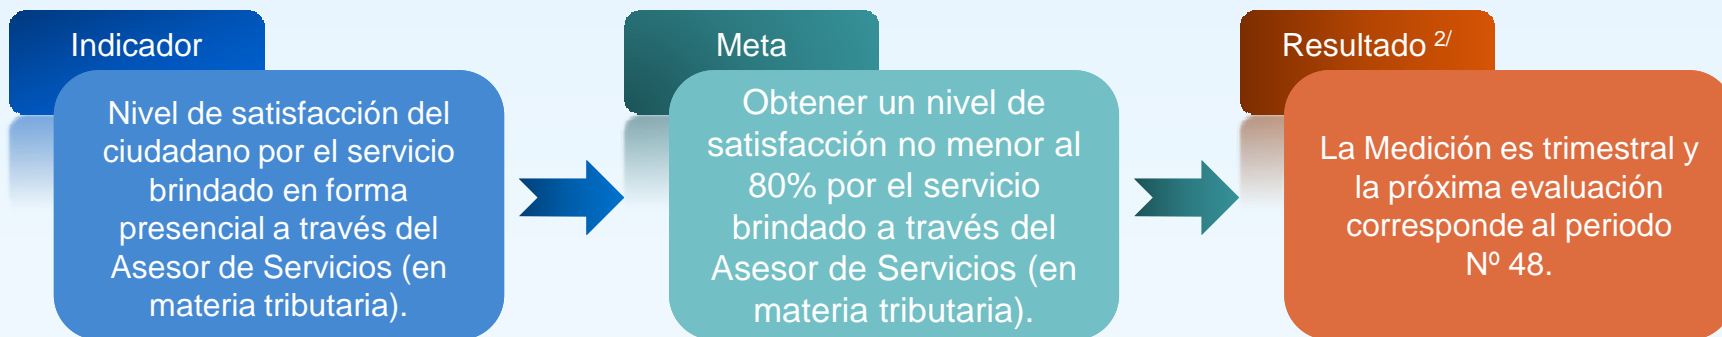 Indicador
Nivel de satisfacción del
ciudadano por el servicio
brindado en forma
presencial a través del
Asesor de Servicios (en
materia tributaria).
Meta
Obtener un nivel de
satisfacción no menor al
80% por el servicio
brindado a través del
Asesor de Servicios (en
materia tributaria).
Resultado 2/
La Medición es trimestral y
la próxima evaluación
corresponde al periodo
Nº 48.